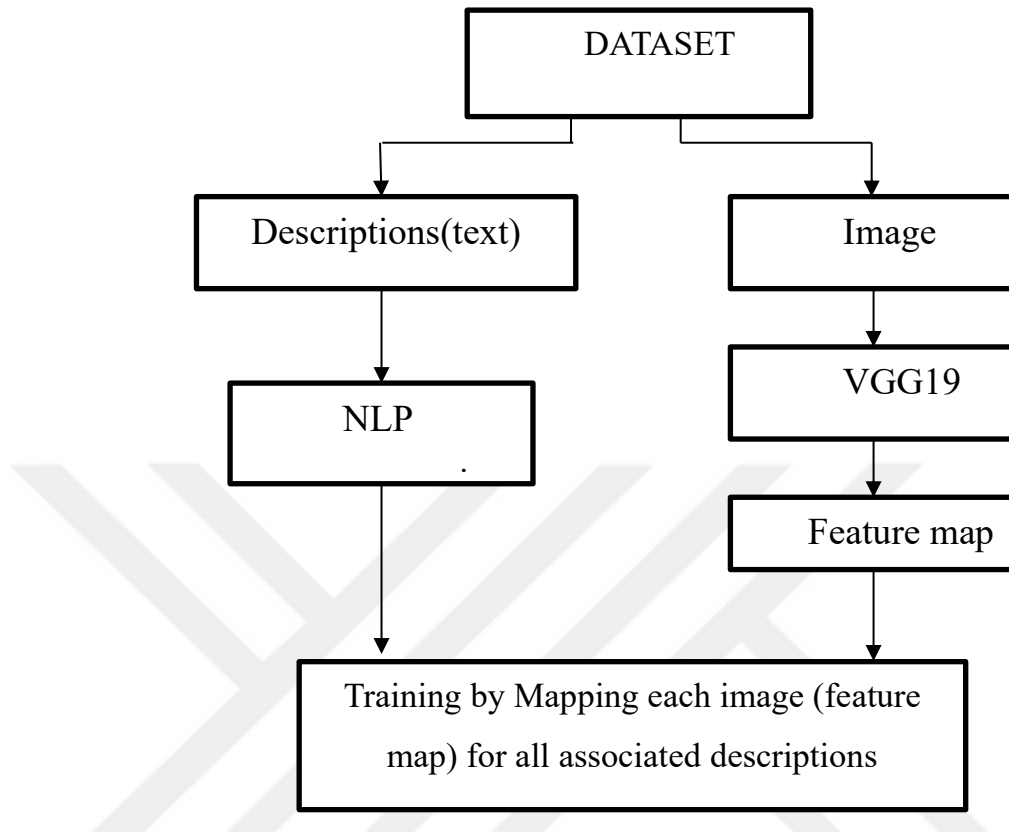 DATASET
Descriptions(text)
Image
NLP
.
VGG19
Feature map
Training by Mapping each image (feature
map) for all associated descriptions